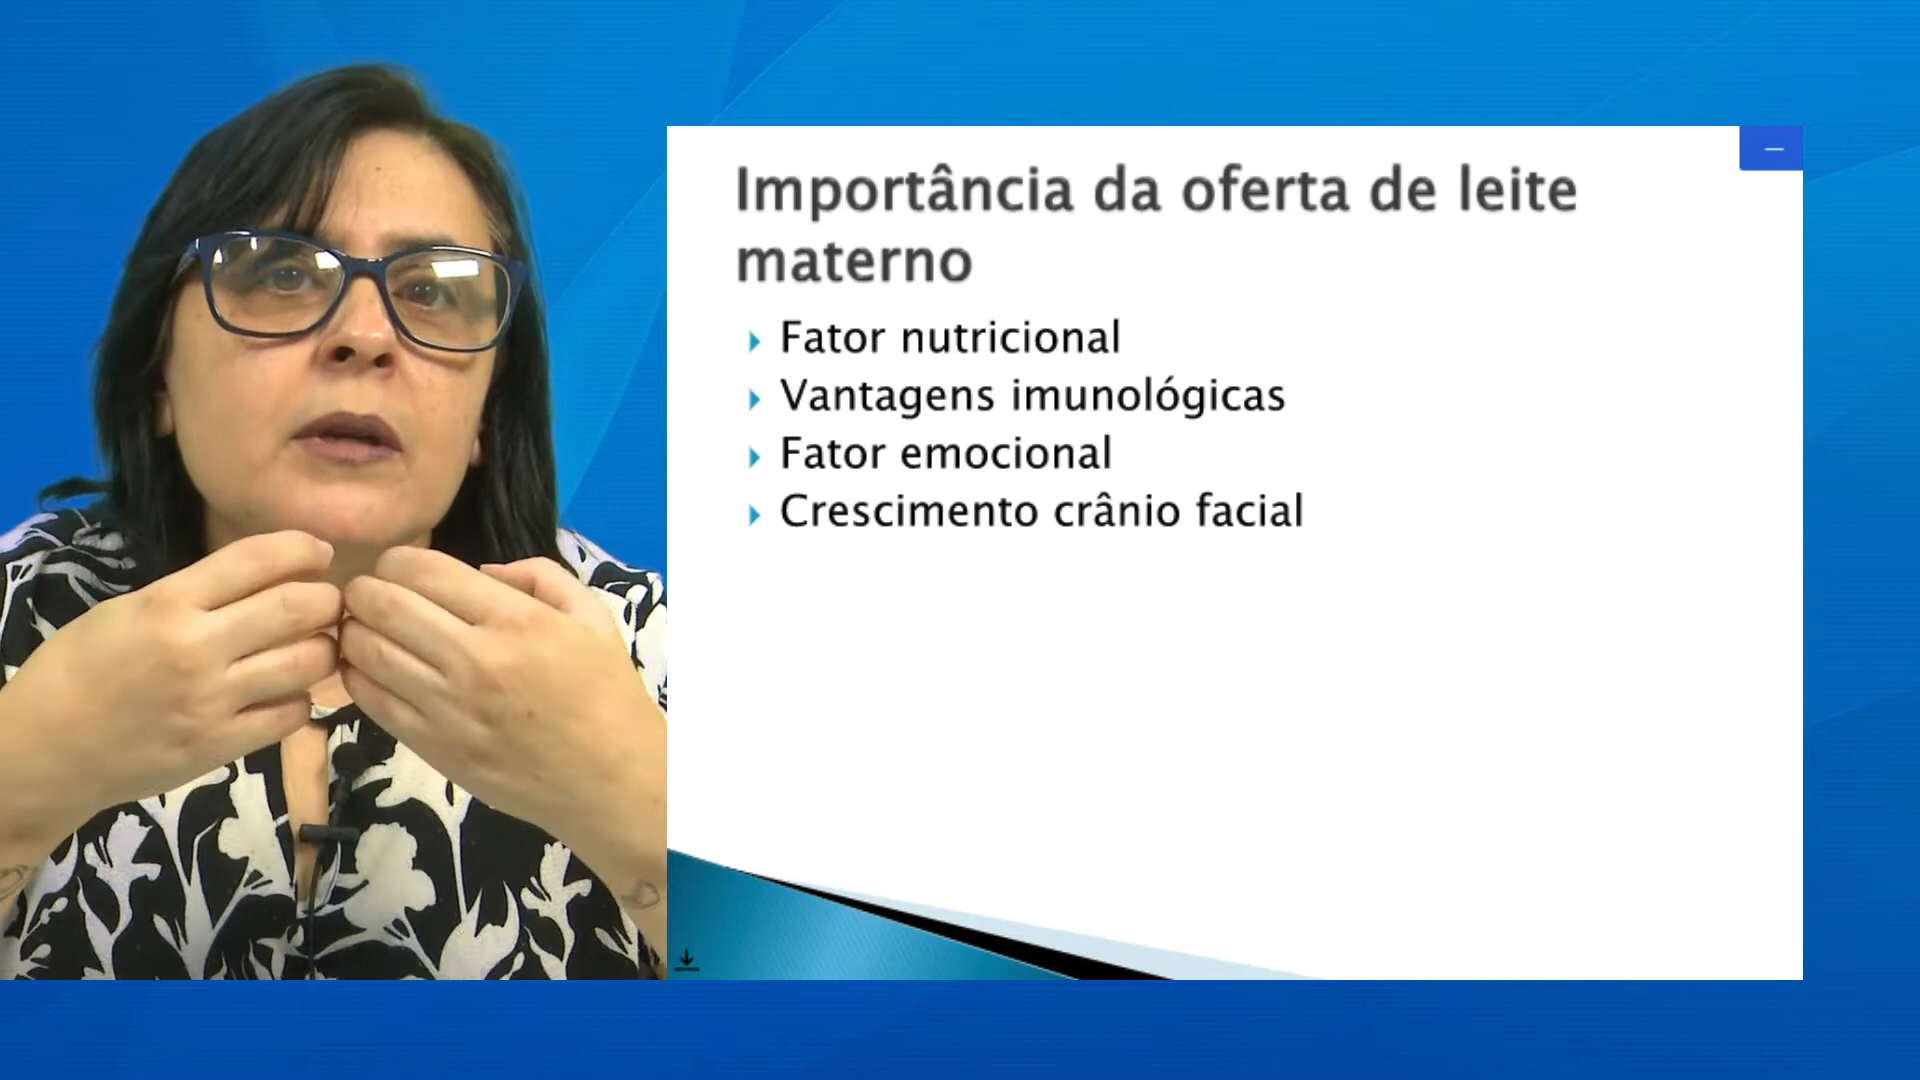 Importância da oferta de leite
materno
Fator nutricional
Vantagens imunológicas
Fator emocional
Crescimento crânio facial